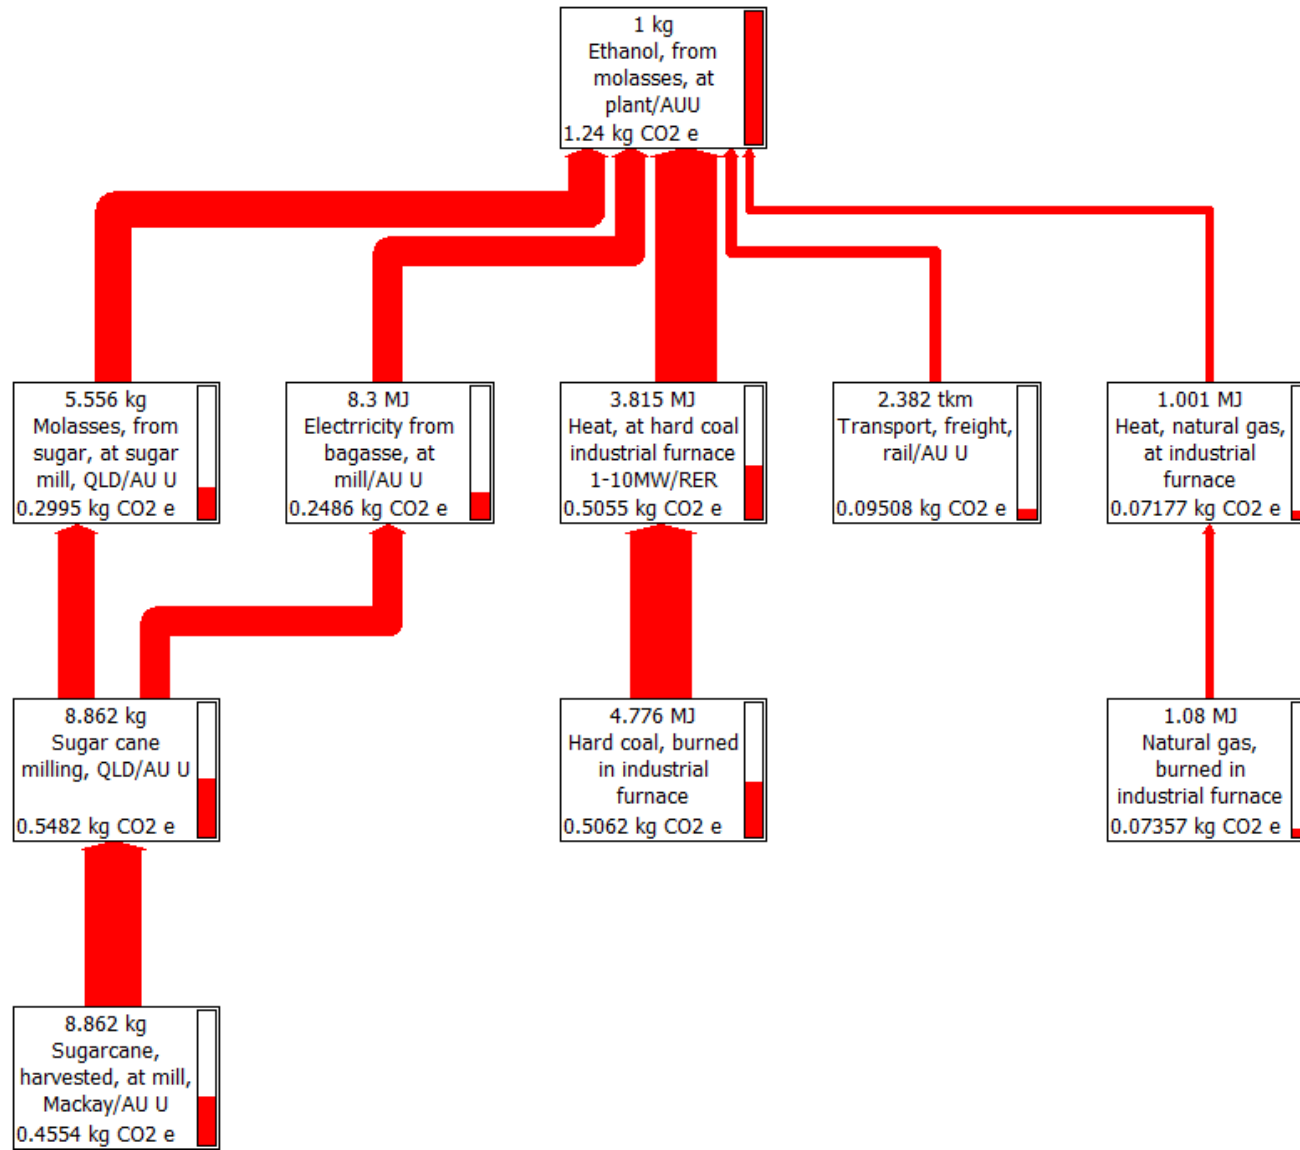 1 kg
Ethanol, from
molasses, at
plant/AUU
1.24 kg CO2 e
5.556 kg
Molasses, from
sugar, at sugar
mill, QLD/AU U
0.2995 kg CO2 e
8.3 MJ
Electrricity from
bagasse, at
mill/AU U
0.2486 kg CO2 e
3.815 MJ
Heat, at hard coal
industrial furnace
1-10MW/RER
0.5055 kg CO2 e
2.382 tkm
Transport, freight,
rail/AU U
0.09508 kg CO2 e
1.001 MJ
Heat, natural gas,
at industrial
furnace
0.07177 kg CO2 e
8.862 kg
Sugar cane
milling, QLD/AU U
0.5482 kg CO2 e
4.776 MJ
Hard coal, burned
in industrial
furnace
0.5062 kg CO2 e
1.08 MJ
Natural gas,
burned in
industrial furnace
0.07357 kg CO2 e
8.862 kg
Sugarcane,
harvested, at mill,
Mackay/AU U
0.4554 kg CO2 e